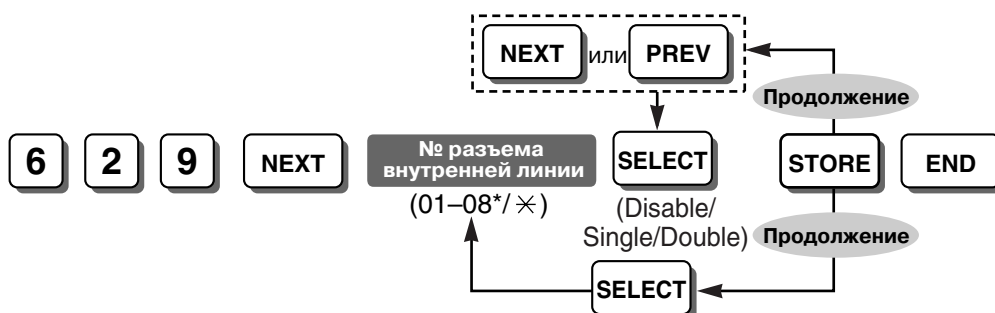 NEXT или PREV
Продолжение
6 2 9 NEXT № разъема внутренней линии SELECT STORE END
(01–08*/✳)
(Disable/
Single/Double)
Продолжение
SELECT